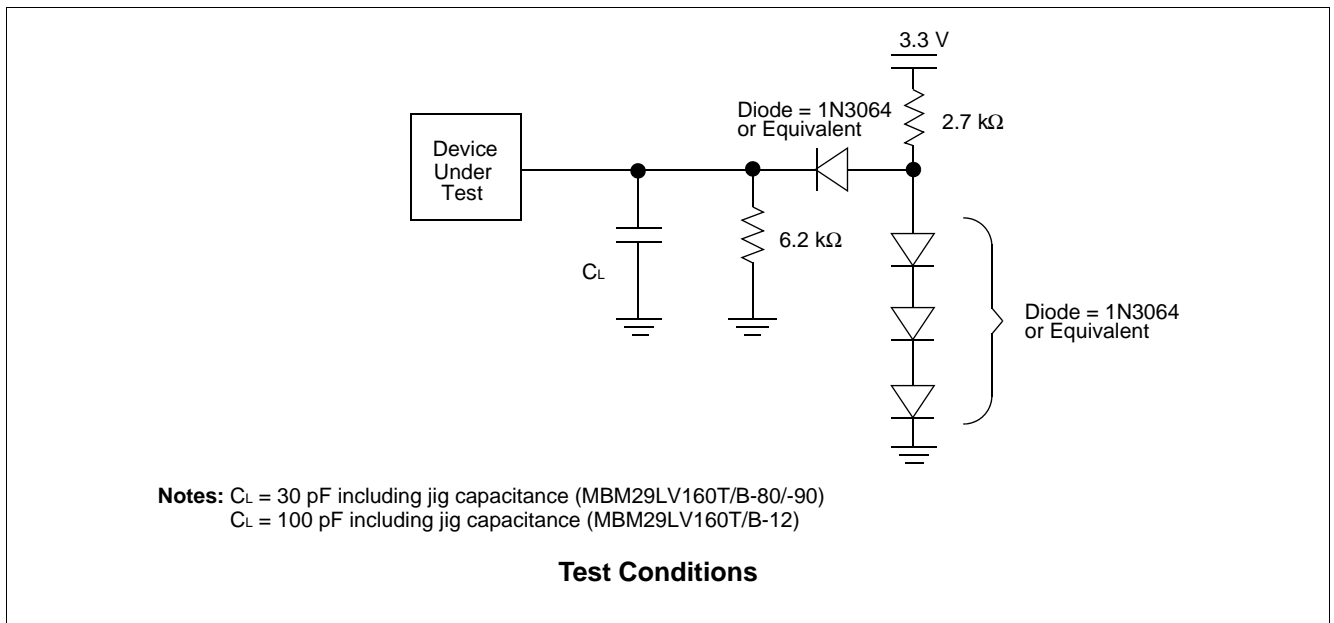 3.3 V
Diode = 1N3064
or Equivalent
2.7 kΩ
Device
Under
Test
6.2 kΩ
CL
Diode = 1N3064
or Equivalent
Notes: CL = 30 pF including jig capacitance (MBM29LV160T/B-80/-90)
CL = 100 pF including jig capacitance (MBM29LV160T/B-12)
Test Conditions